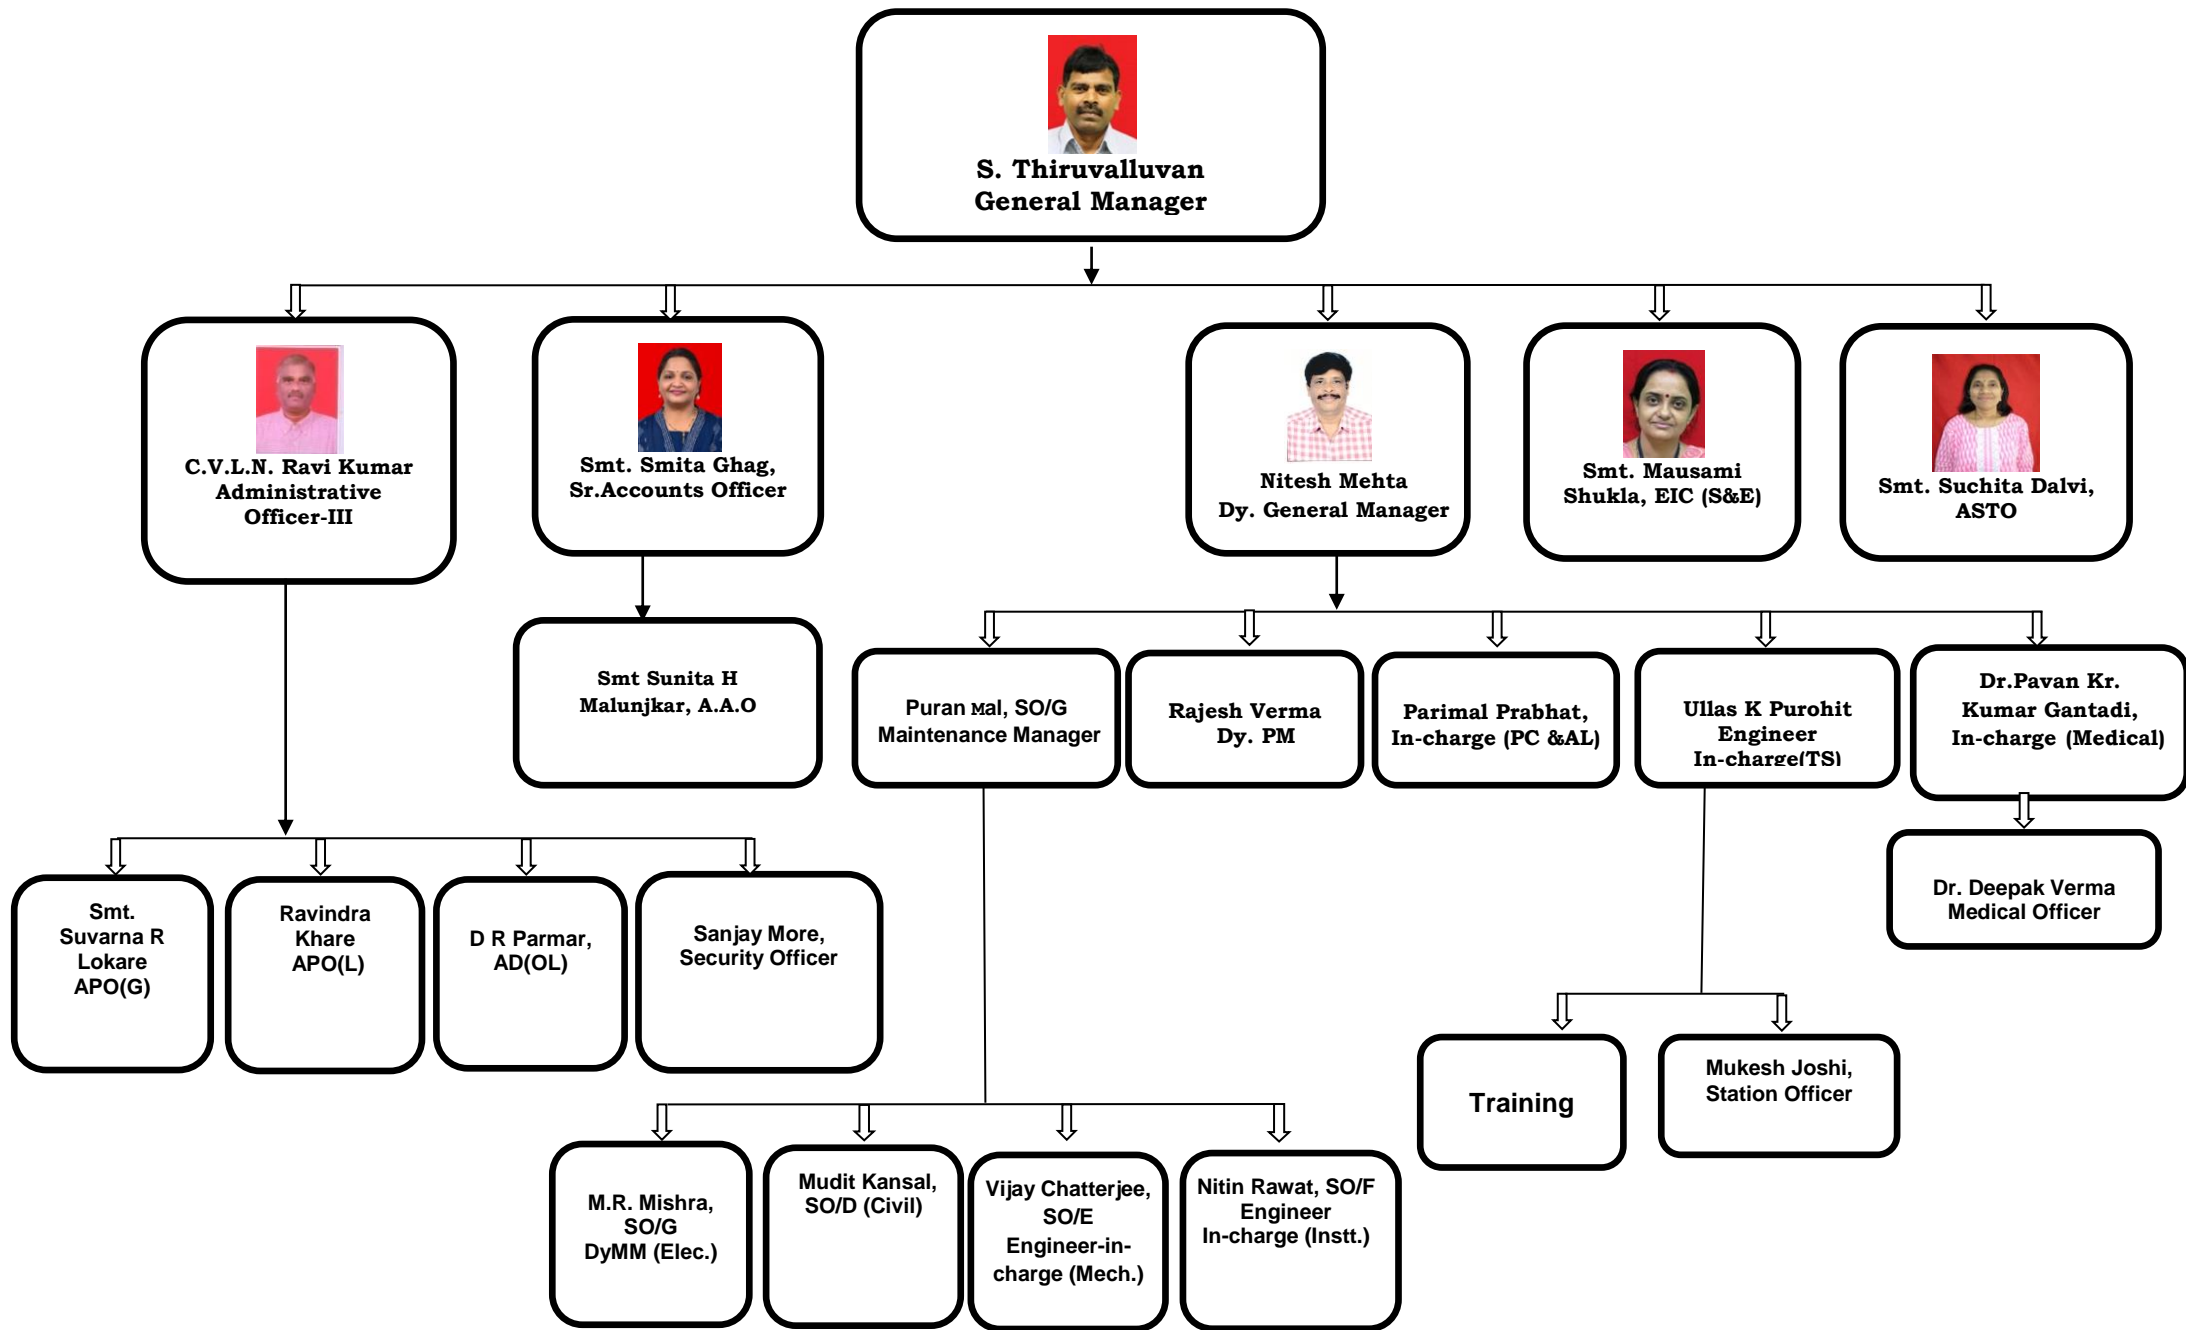 S. Thiruvalluvan
General Manager
C.V.L.N. Ravi Kumar
Administrative
Officer-III
Smt. Smita Ghag,
Sr.Accounts Officer
Nitesh Mehta
Dy. General Manager
Smt. Mausami
Shukla, EIC (S&E)
Smt. Suchita Dalvi,
ASTO
Smt Sunita H
Malunjkar, A.A.O
Puran Mal, SO/G
Maintenance Manager
Rajesh Verma
Dy. PM
Parimal Prabhat,
In-charge (PC &AL)
Ullas K Purohit
Engineer
In-charge(TS)
Dr.Pavan Kr.
Kumar Gantadi,
In-charge (Medical)
Dr. Deepak Verma
Medical Officer
Smt.
Suvarna R
Lokare
APO(G)
Ravindra
Khare
APO(L)
D R Parmar,
AD(OL)
Sanjay More,
Security Officer
Training
Mukesh Joshi,
Station Officer
M.R. Mishra,
SO/G
DyMM (Elec.)
Mudit Kansal,
SO/D (Civil)
Vijay Chatterjee,
SO/E
Engineer-in-
charge (Mech.)
Nitin Rawat, SO/F
Engineer
In-charge (Instt.)